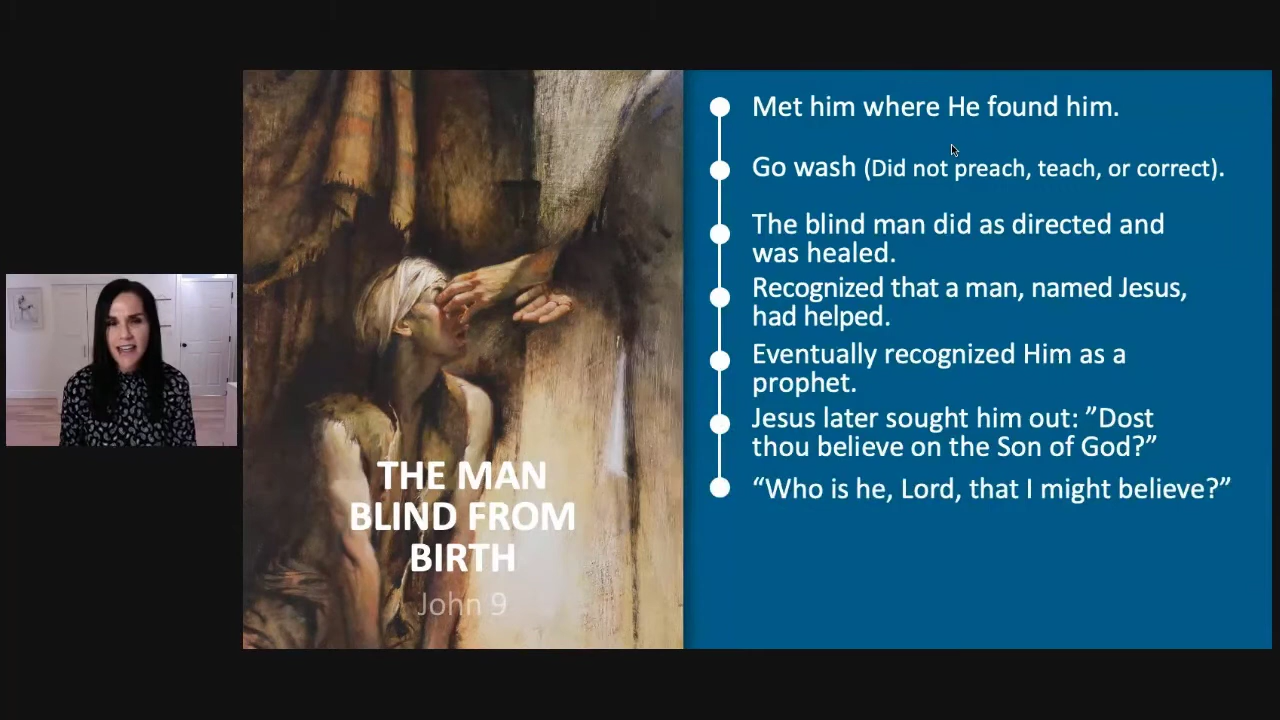 THE MAN
BLIND FROM
BIRTH
John 9
Met him where He found him.
Go wash (Did not preach, teach, or correct).
The blind man did as directed and
was healed.
Recognized that a man, named Jesus,
had helped.
Eventually recognized Him as a
prophet.
Jesus later sought him out: ”Dost
thou believe on the Son of God?”
“Who is he, Lord, that I might believe?”